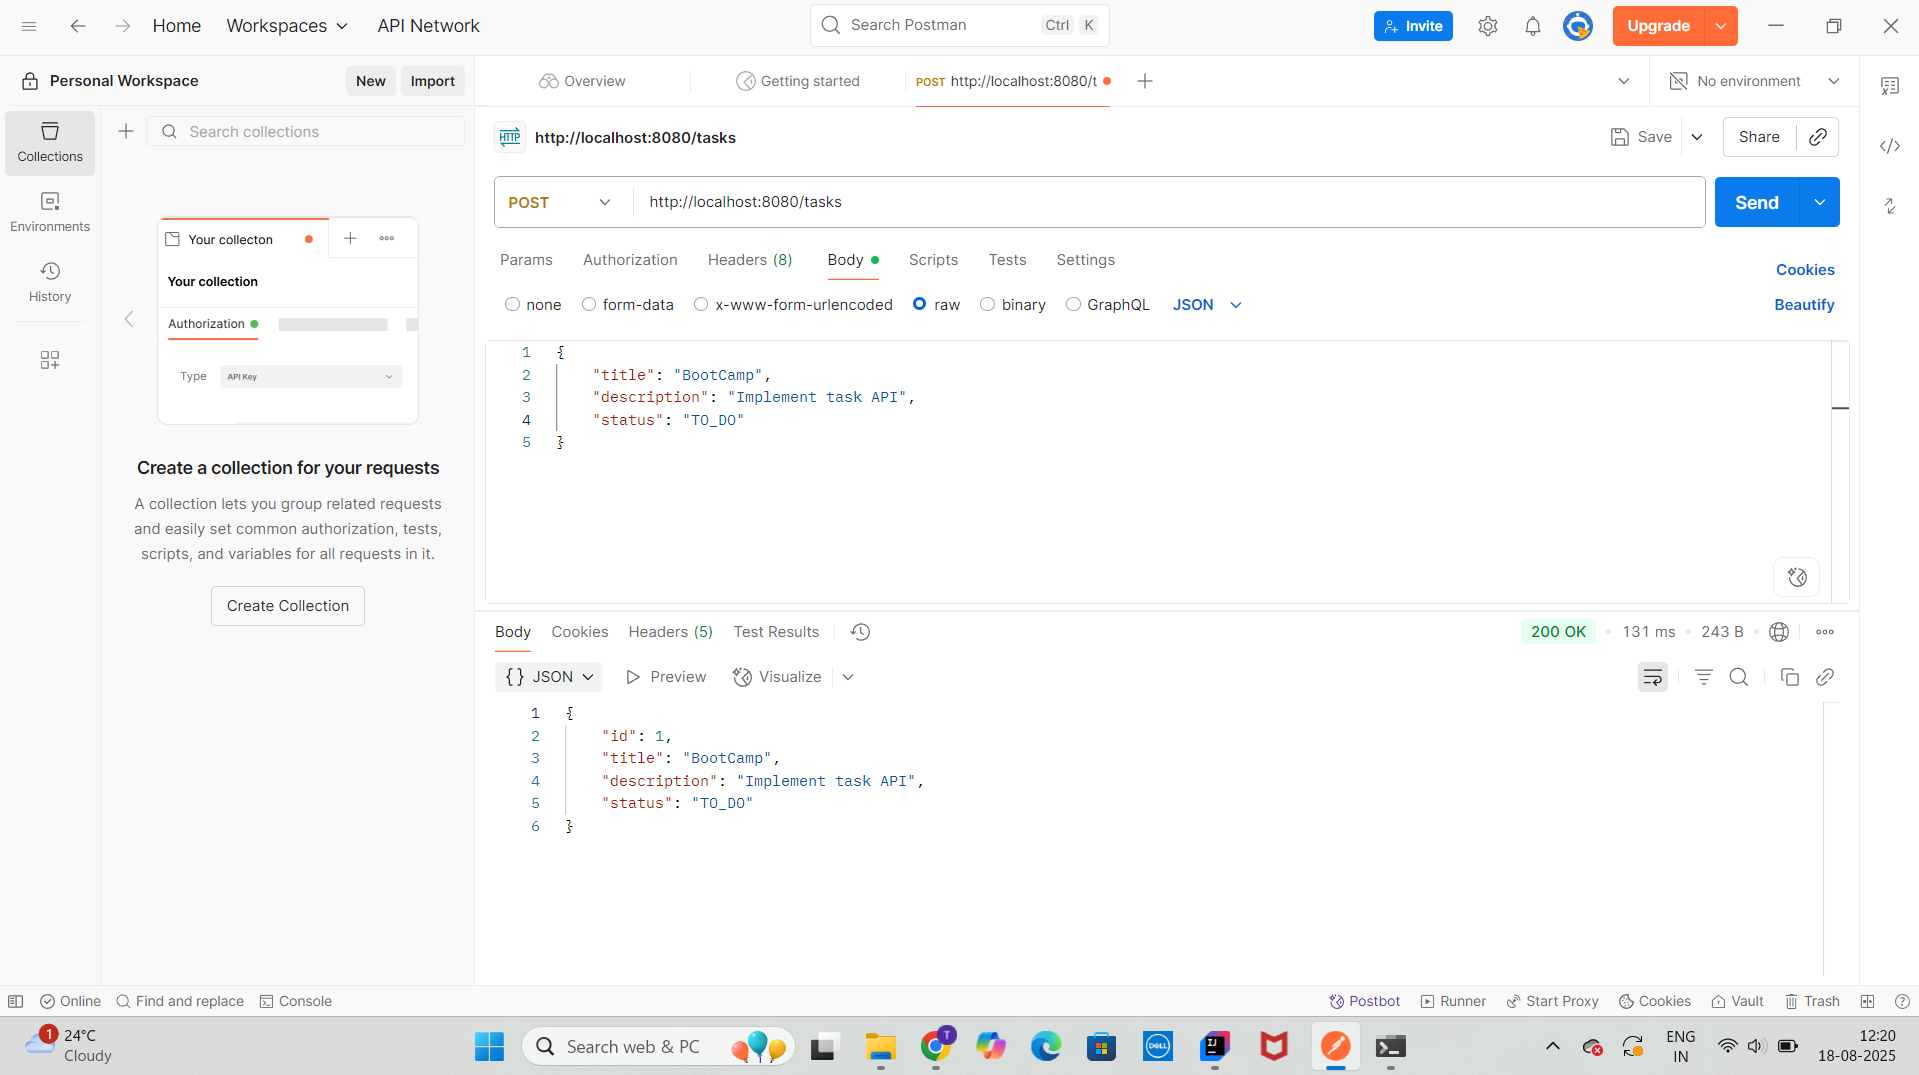 Home Workspaces API Network Search Postman Ctrl K Invite Upgrade
Personal Workspace New Import Overview Getting started POST http://localhost:8080/t No environment
Collections
Search collections
Environments
History
Your collecton
Your collection
Authorization
Type API Key
Create a collection for your requests
A collection lets you group related requests
and easily set common authorization, tests,
scripts, and variables for all requests in it.
Create Collection
HTTP http://localhost:8080/tasks Save Share
POST http://localhost:8080/tasks Send
Params Authorization Headers (8) Body Scripts Tests Settings Cookies
none form-data x-www-form-urlencoded raw binary GraphQL JSON Beautify
1 {
2 "title": "BootCamp",
3 "description": "Implement task API",
4 "status": "TO_DO"
5 }
Body Cookies Headers (5) Test Results 200 OK 131 ms 243 B
{} JSON Preview Visualize
1 {
2 "id": 1,
3 "title": "BootCamp",
4 "description": "Implement task API",
5 "status": "TO_DO"
6 }
Online Find and replace Console Postbot Runner Start Proxy Cookies Vault Trash
1 24°C
Cloudy
Search web & PC
T
DELL
IJ
ENG
IN
12:20
18-08-2025